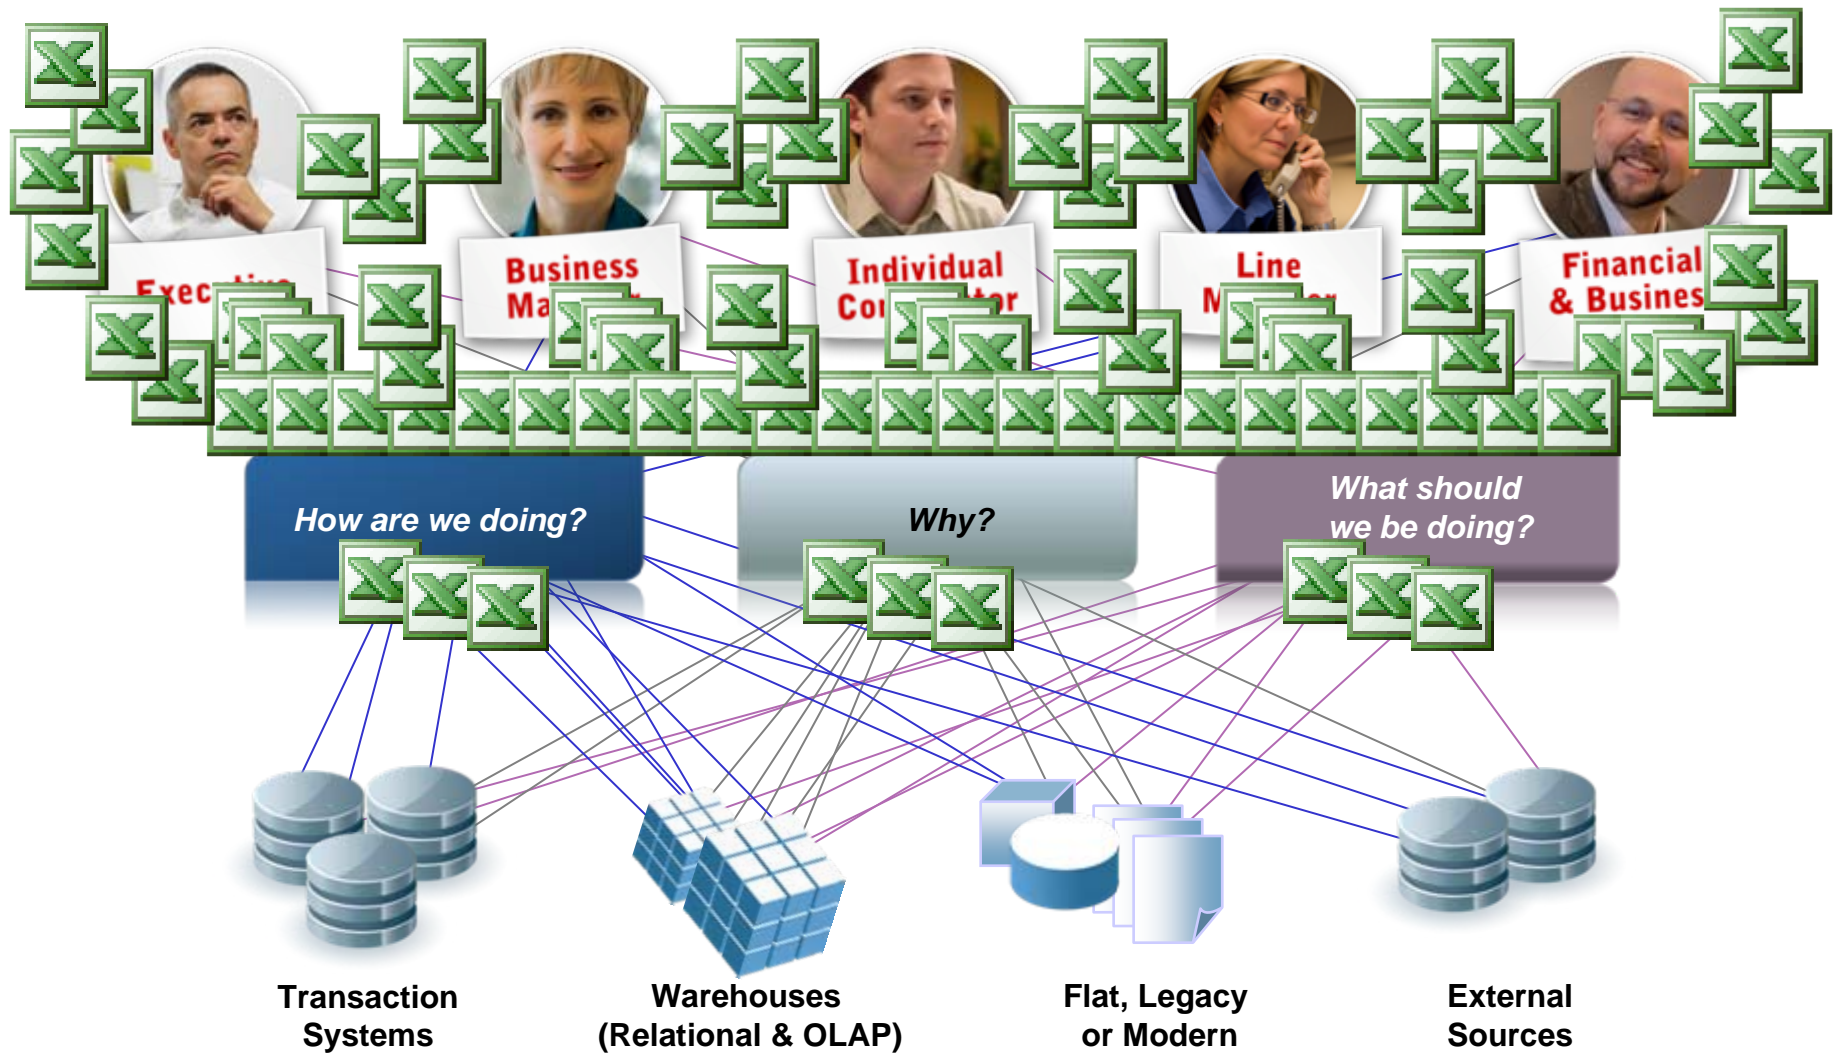 Business
Individual
Line
Financial
& Business
How are we doing?
Why?
What should
we be doing?
Transaction
Systems
Warehouses
(Relational & OLAP)
Flat, Legacy
or Modern
External
Sources